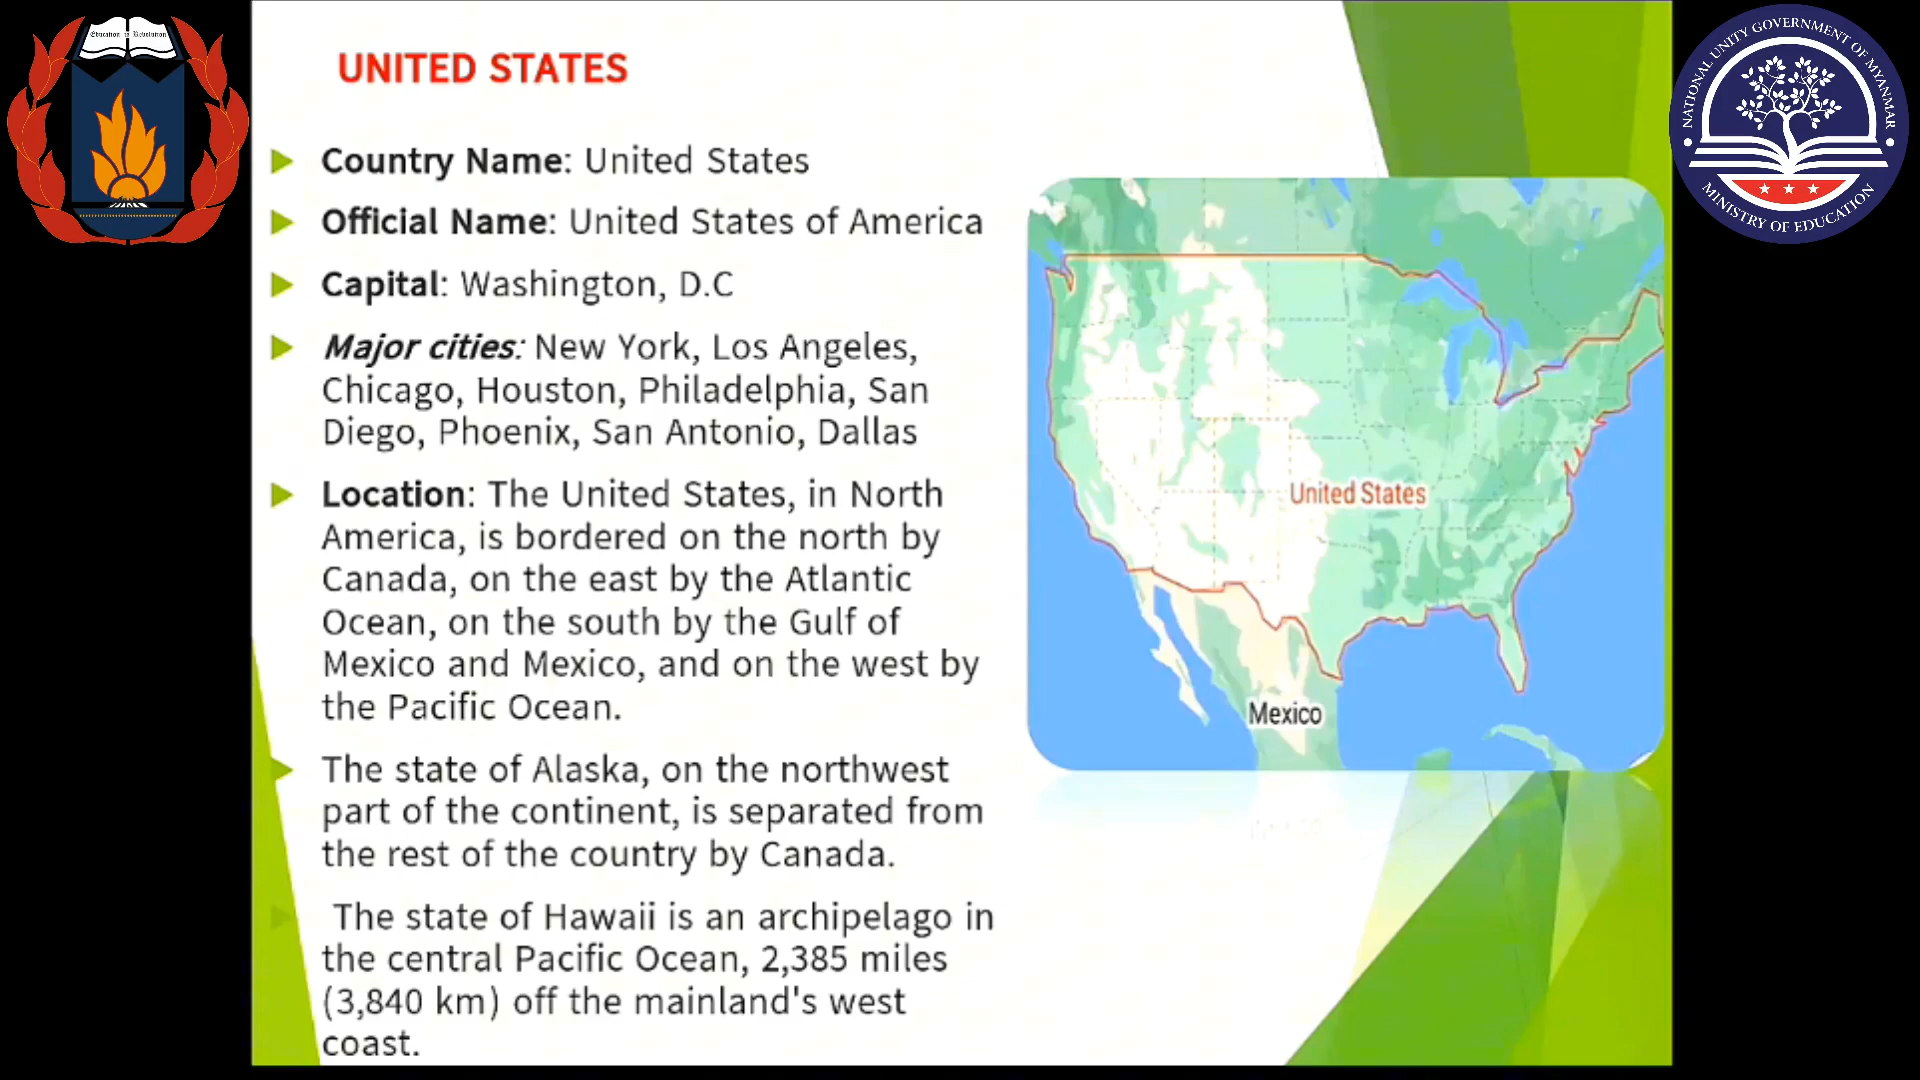 Education in Revolution
NATIONAL UNITY GOVERNMENT OF MYANMAR
MINISTRY OF EDUCATION
UNITED STATES
Country Name: United States
Official Name: United States of America
Capital: Washington, D.C
Major cities: New York, Los Angeles,
Chicago, Houston, Philadelphia, San
Diego, Phoenix, San Antonio, Dallas
Location: The United States, in North
America, is bordered on the north by
Canada, on the east by the Atlantic
Ocean, on the south by the Gulf of
Mexico and Mexico, and on the west by
the Pacific Ocean.
The state of Alaska, on the northwest
part of the continent, is separated from
the rest of the country by Canada.
The state of Hawaii is an archipelago in
the central Pacific Ocean, 2,385 miles
(3,840 km) off the mainland's west
coast.
United States
Mexico